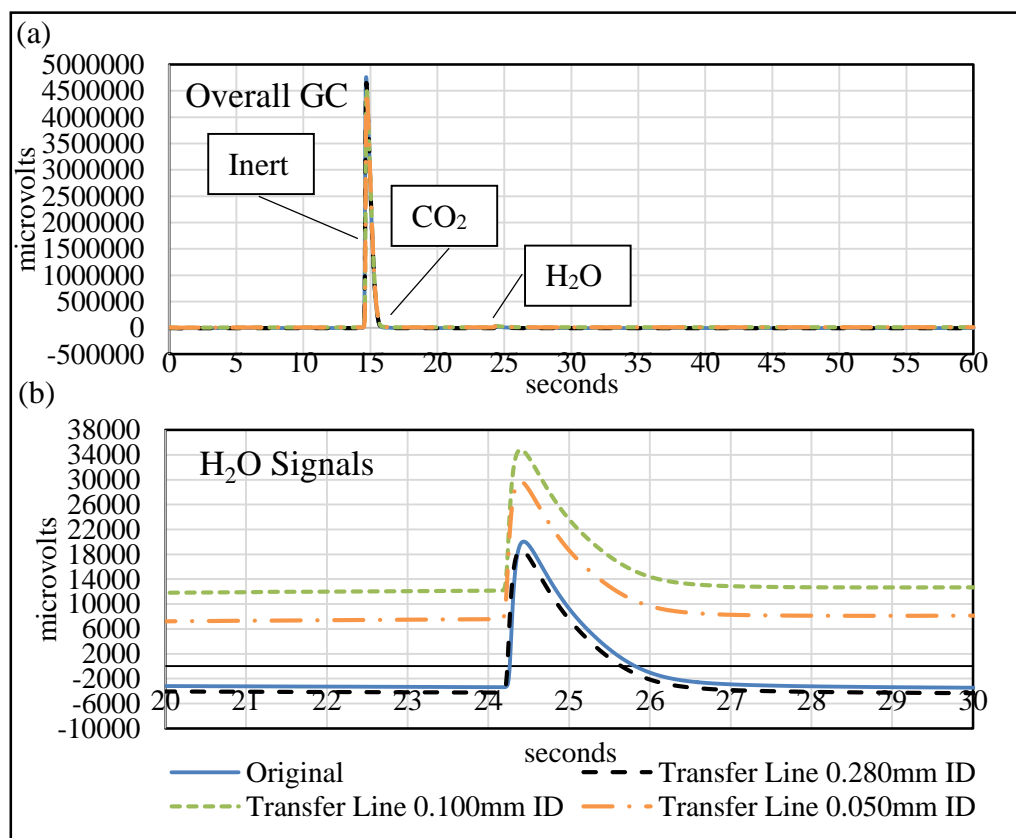 (a)
5000000
4500000
4000000
3500000
3000000
2500000
2000000
1500000
1000000
500000
0
-500000
microvolts
Overall GC
Inert
CO₂
H₂O
0 5 10 15 20 25 30 35 40 45 50 55 60
seconds
(b)
38000
34000
30000
26000
22000
18000
14000
10000
6000
2000
-2000
-6000
-10000
microvolts
H₂O Signals
20 21 22 23 24 25 26 27 28 29 30
seconds
Original
Transfer Line 0.280mm ID
Transfer Line 0.100mm ID
Transfer Line 0.050mm ID